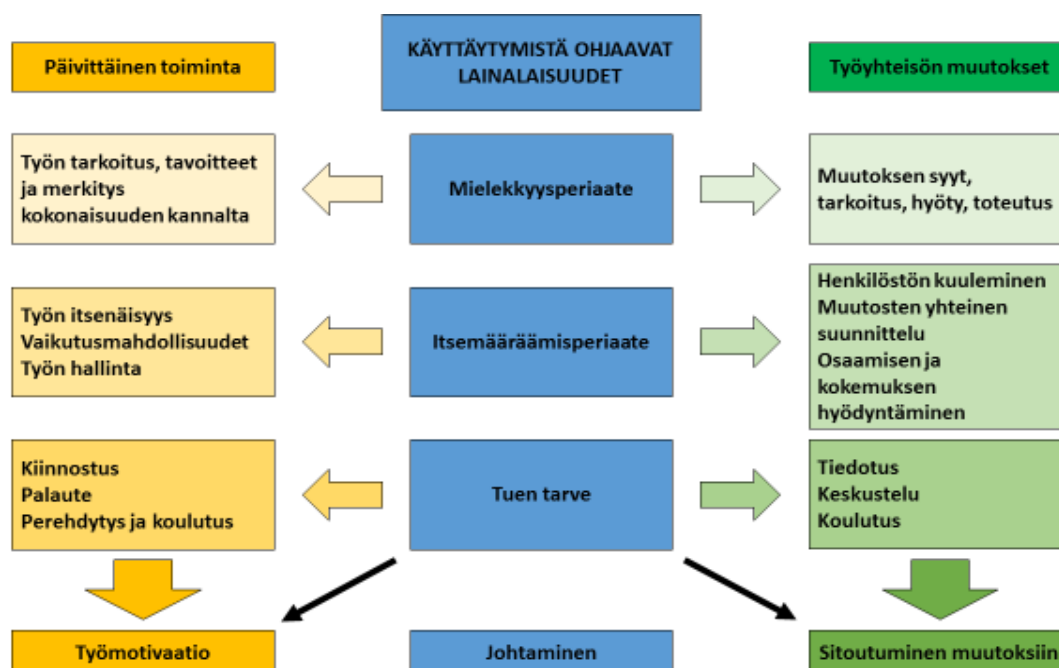 Päivittäinen toiminta
KÄYTTÄYTYMISTÄ OHJAAVAT
LAINALAISUUDET
Työyhteisön muutokset
Työn tarkoitus, tavoitteet
ja merkitys
kokonaisuuden kannalta
Mielekkyysperiaate
Muutoksen syyt,
tarkoitus, hyöty, toteutus
Työn itsenäisyys
Vaikutusmahdollisuudet
Työn hallinta
Itsemääräämisperiaate
Henkilöstön kuuleminen
Muutosten yhteinen
suunnittelu
Osaamisen ja
kokemuksen
hyödyntäminen
Kiinnostus
Palaute
Perehdytys ja koulutus
Tuen tarve
Tiedotus
Keskustelu
Koulutus
Työmotivaatio
Johtaminen
Sitoutuminen muutoksiin